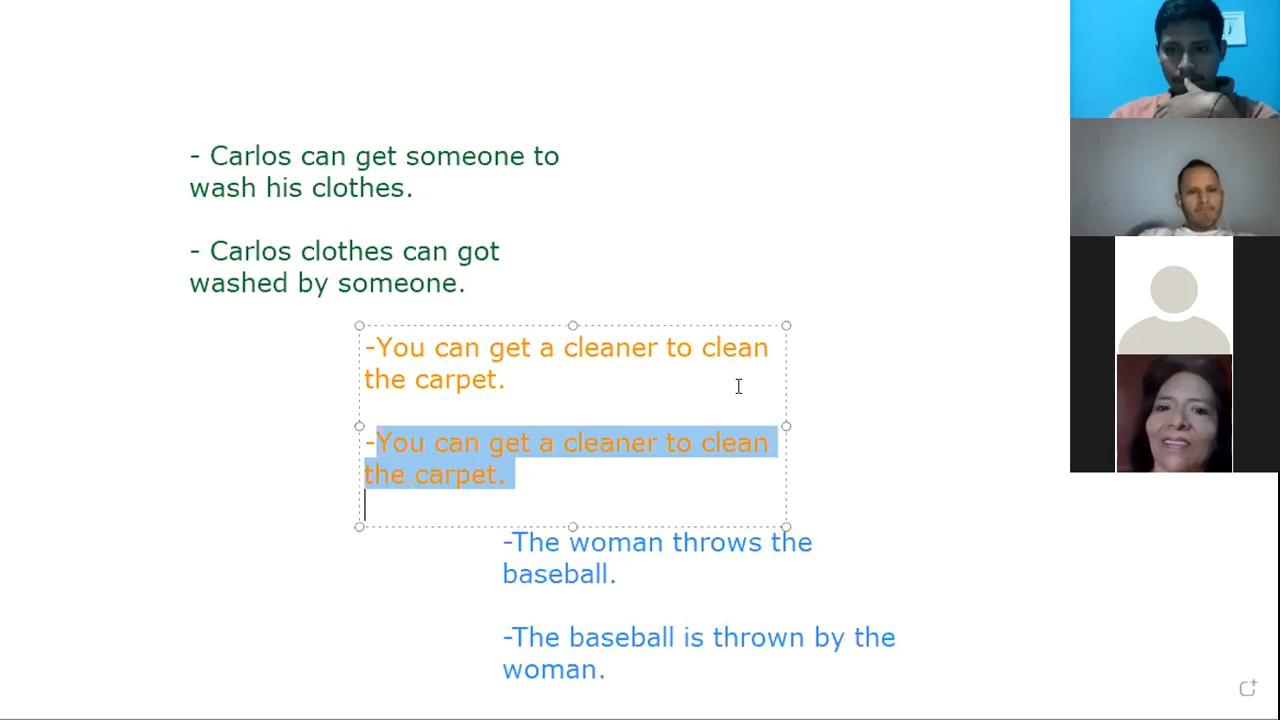 - Carlos can get someone to
wash his clothes.
- Carlos clothes can got
washed by someone.
-You can get a cleaner to clean
the carpet.
-You can get a cleaner to clean
the carpet.
-The woman throws the
baseball.
-The baseball is thrown by the
woman.